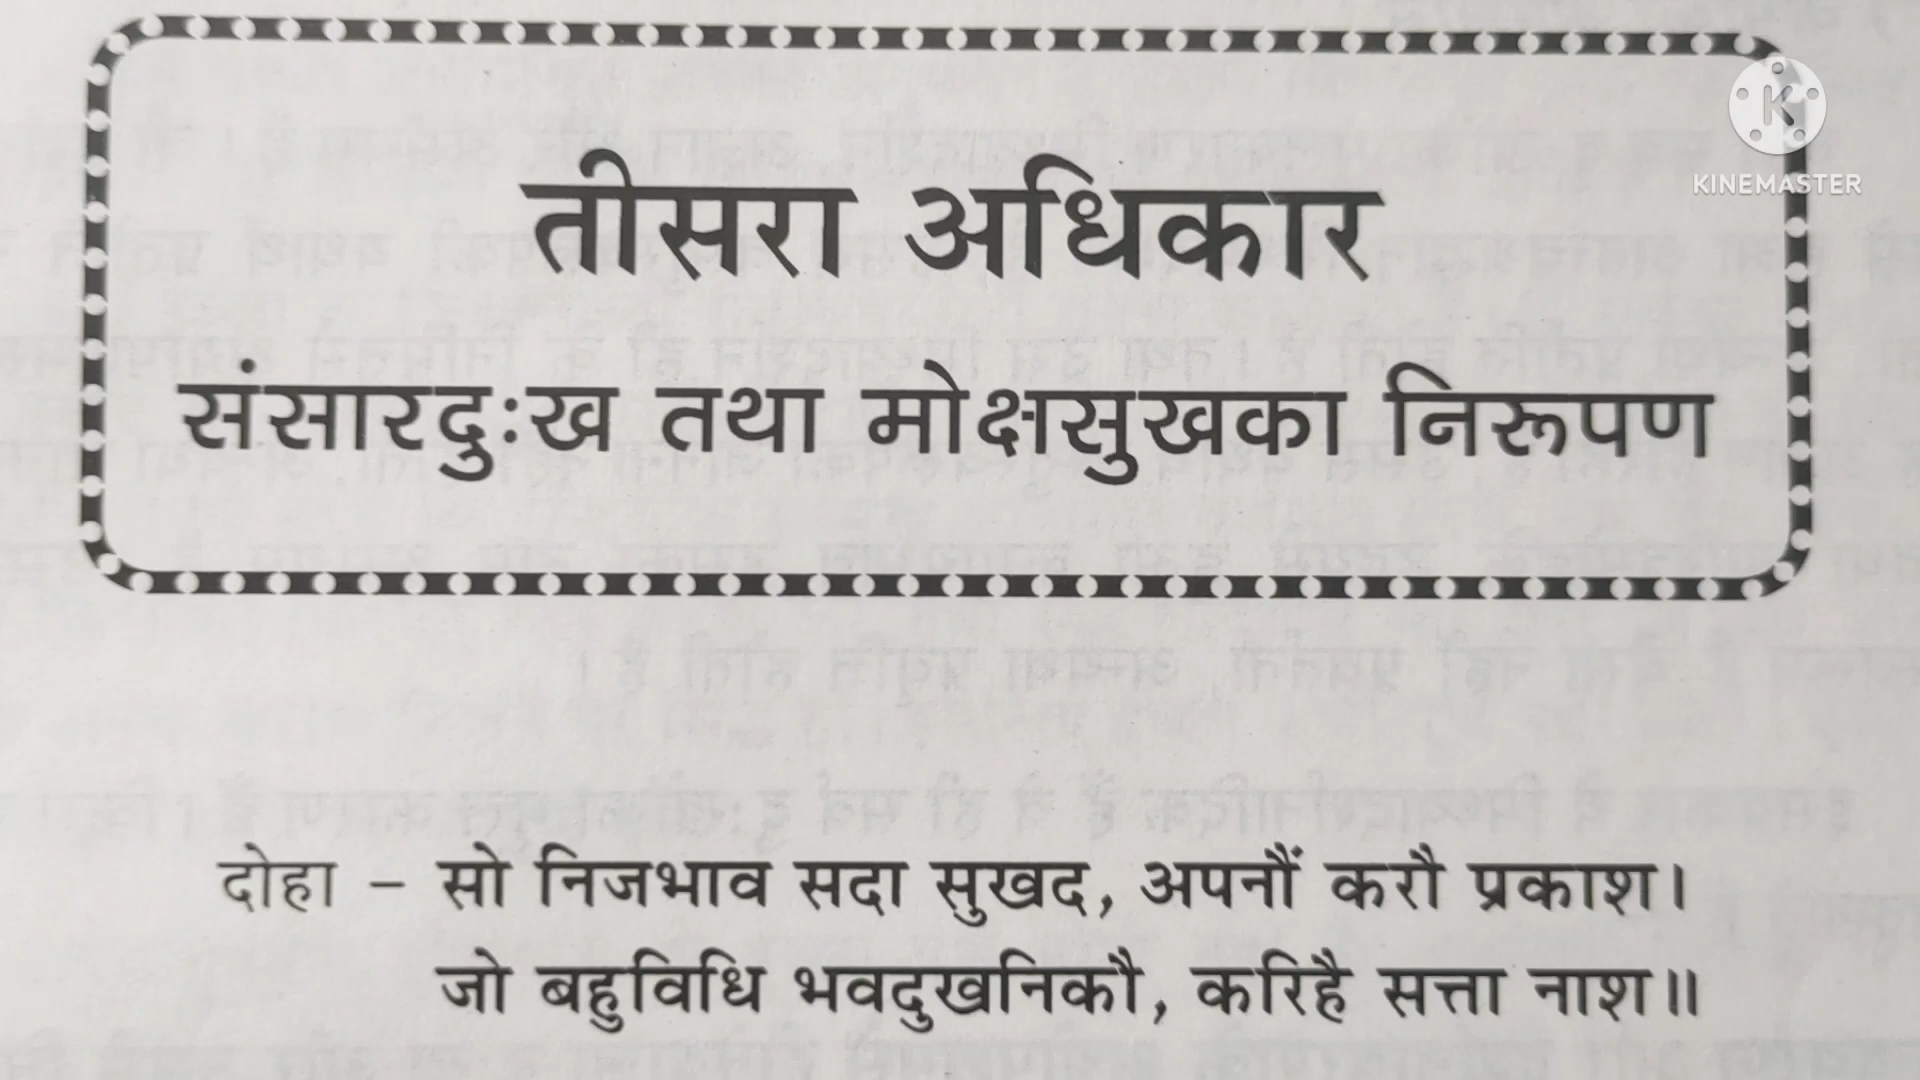 KINEMASTER
तीसरा अधिकार
संसारदुःख तथा मोक्षसुखका निरूपण
दोहा – सो निजभाव सदा सुखद, अपनौं करौ प्रकाश।
जो बहुविधि भवदुखनिकौ, करिहै सत्ता नाश॥